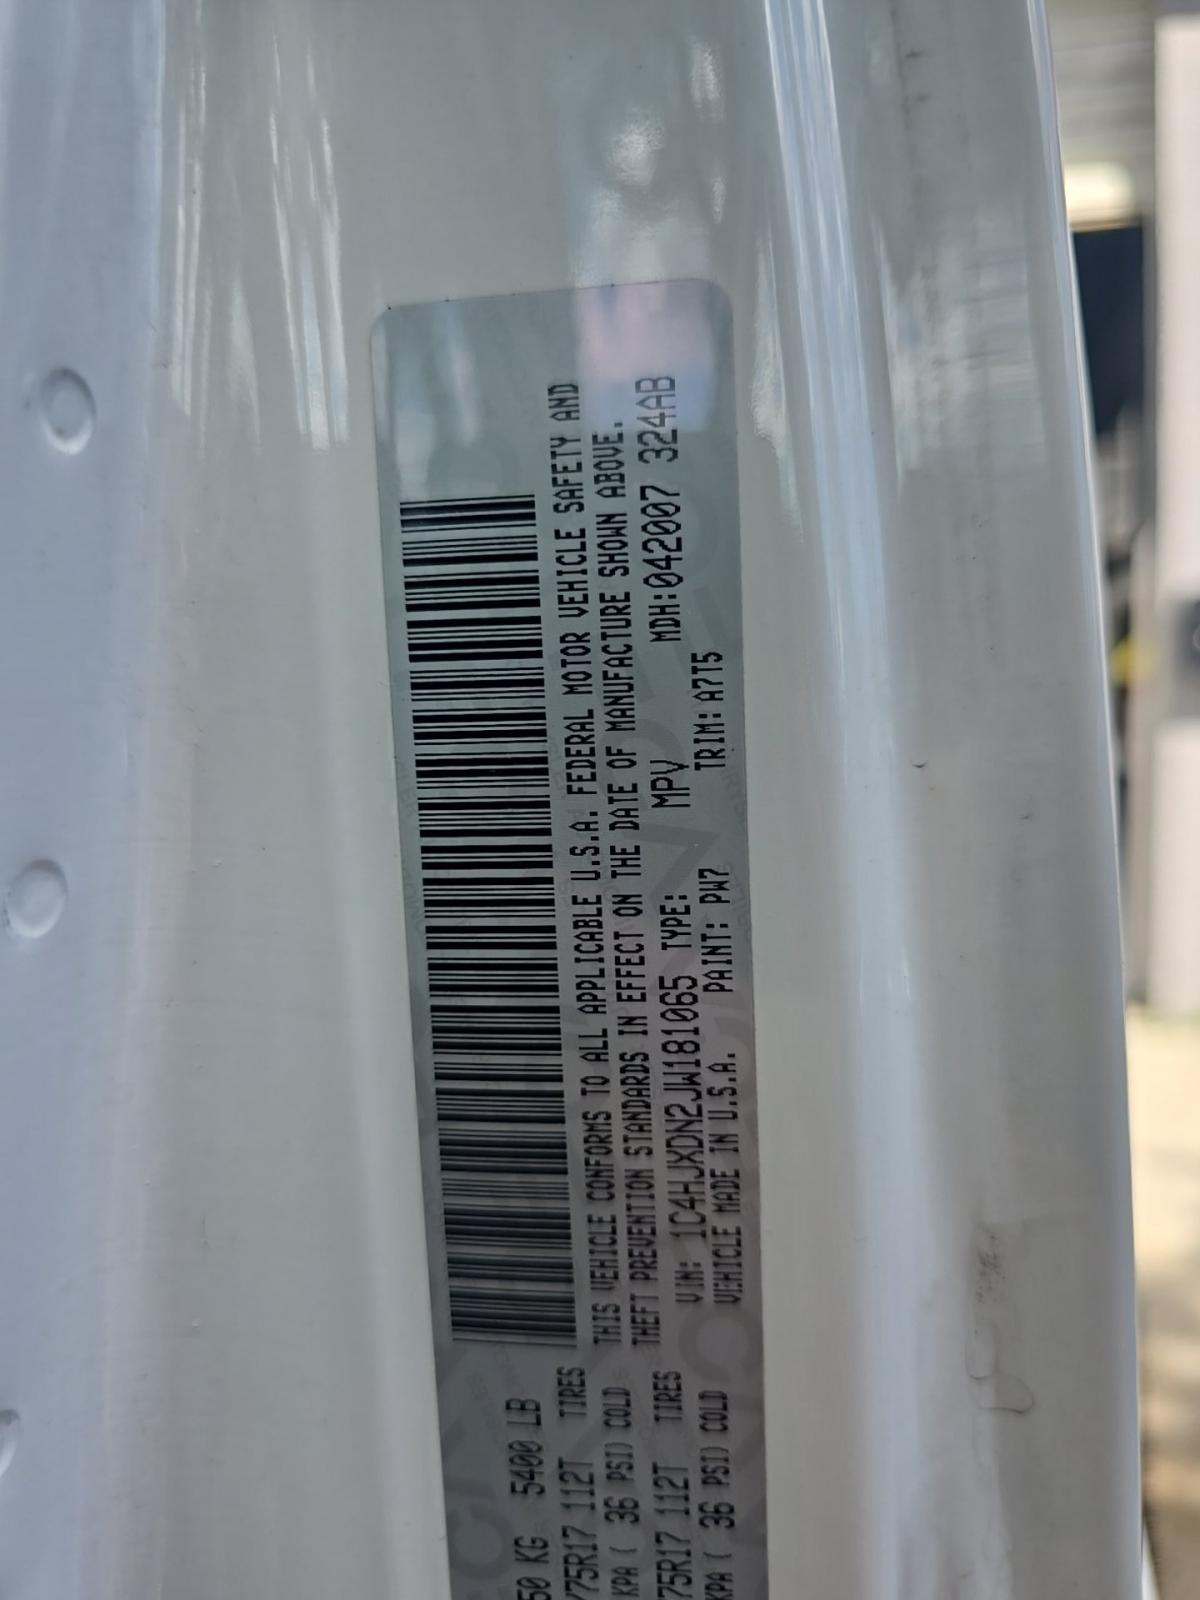 50 KG 5400 LB
/75R17 112T TIRES
KPA ( 36 PSI) COLD
75R17 112T TIRES
KPA ( 36 PSI) COLD
THIS VEHICLE CONFORMS TO ALL APPLICABLE U.S.A. FEDERAL MOTOR VEHICLE SAFETY AND
THEFT PREVENTION STANDARDS IN EFFECT ON THE DATE OF MANUFACTURE SHOWN ABOVE.
VIN: 1C4HJXDN2JW181065 TYPE: MPV MDH:042007 324AB
VEHICLE MADE IN U.S.A. PAINT: PW7 TRIM: A7T5